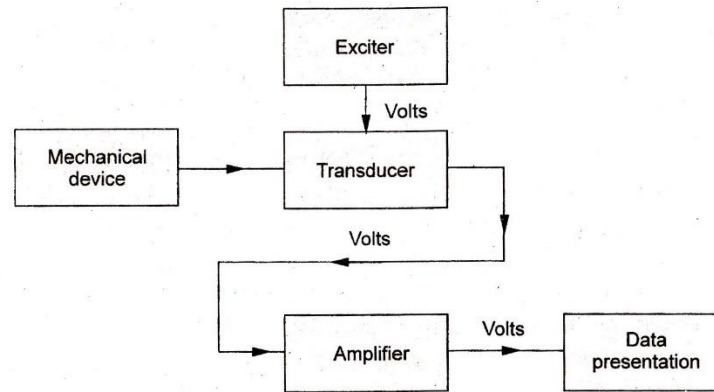 Exciter
Volts
Mechanical
device
Transducer
Volts
Amplifier
Volts
Data
presentation